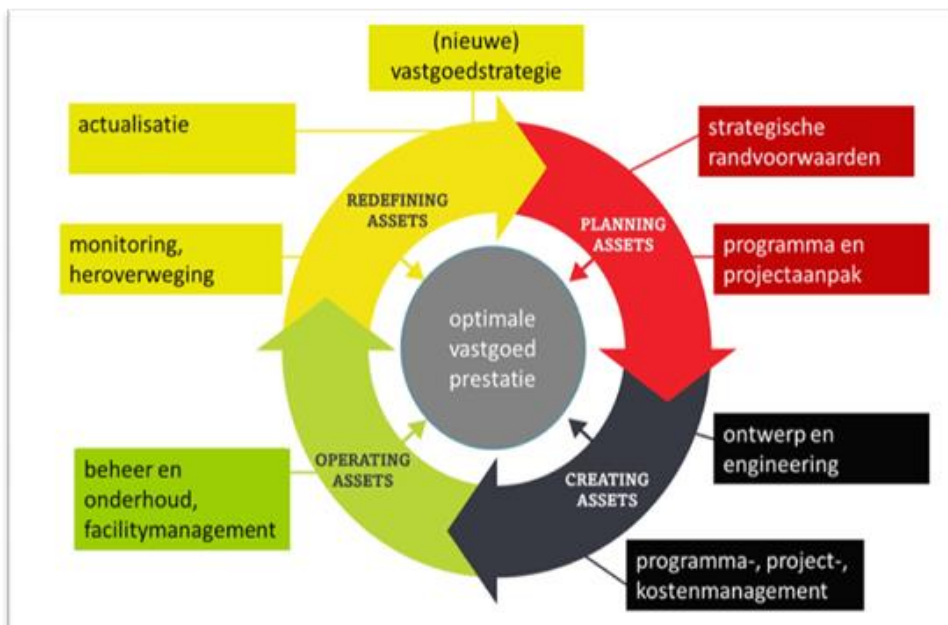 (nieuwe)
vastgoedstrategie
actualisatie
strategische
randvoorwaarden
REDEFINING
ASSETS
PLANNING
ASSETS
monitoring,
heroverweging
programma en
projectaanpak
optimale
vastgoed
prestatie
ontwerp en
engineering
beheer en
onderhoud,
facilitymanagement
OPERATING
ASSETS
CREATING
ASSETS
programma-, project-,
kostenmanagement